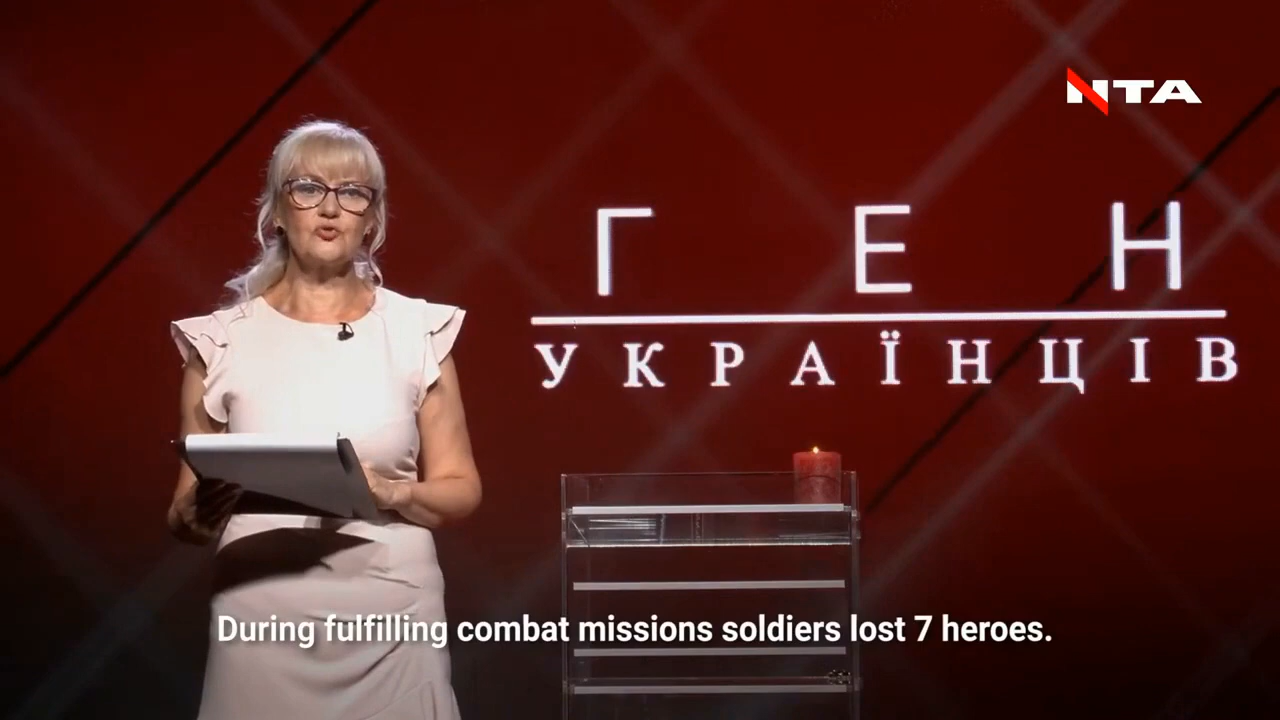 NTA
ГЕН
УКРАЇНЦІВ
During fulfilling combat missions soldiers lost 7 heroes.